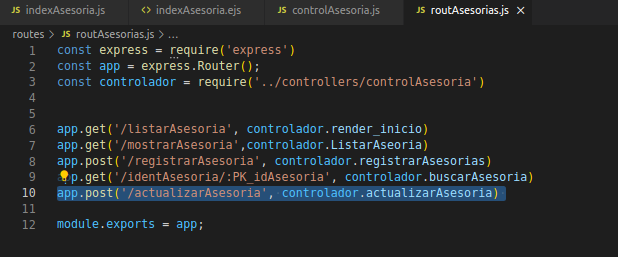 JS indexAsesoria.js
<> indexAsesoria.ejs
JS controlAsesoria.js
JS routAsesorias.js ×
routes > JS routAsesorias.js > ...
1 const express = require('express')
2 const app = express.Router();
3 const controlador = require('../controllers/controlAsesoria')
4
5
6 app.get('/listarAsesoria', controlador.render_inicio)
7 app.get('/mostrarAsesoria',controlador.ListarAseoria)
8 app.post('/registrarAsesoria', controlador.registrarAsesorias)
9 p.get('/identAsesoria/:PK_idAsesoria', controlador.buscarAsesoria)
10 app.post('/actualizarAsesoria', controlador.actualizarAsesoria)
11
12 module.exports = app;